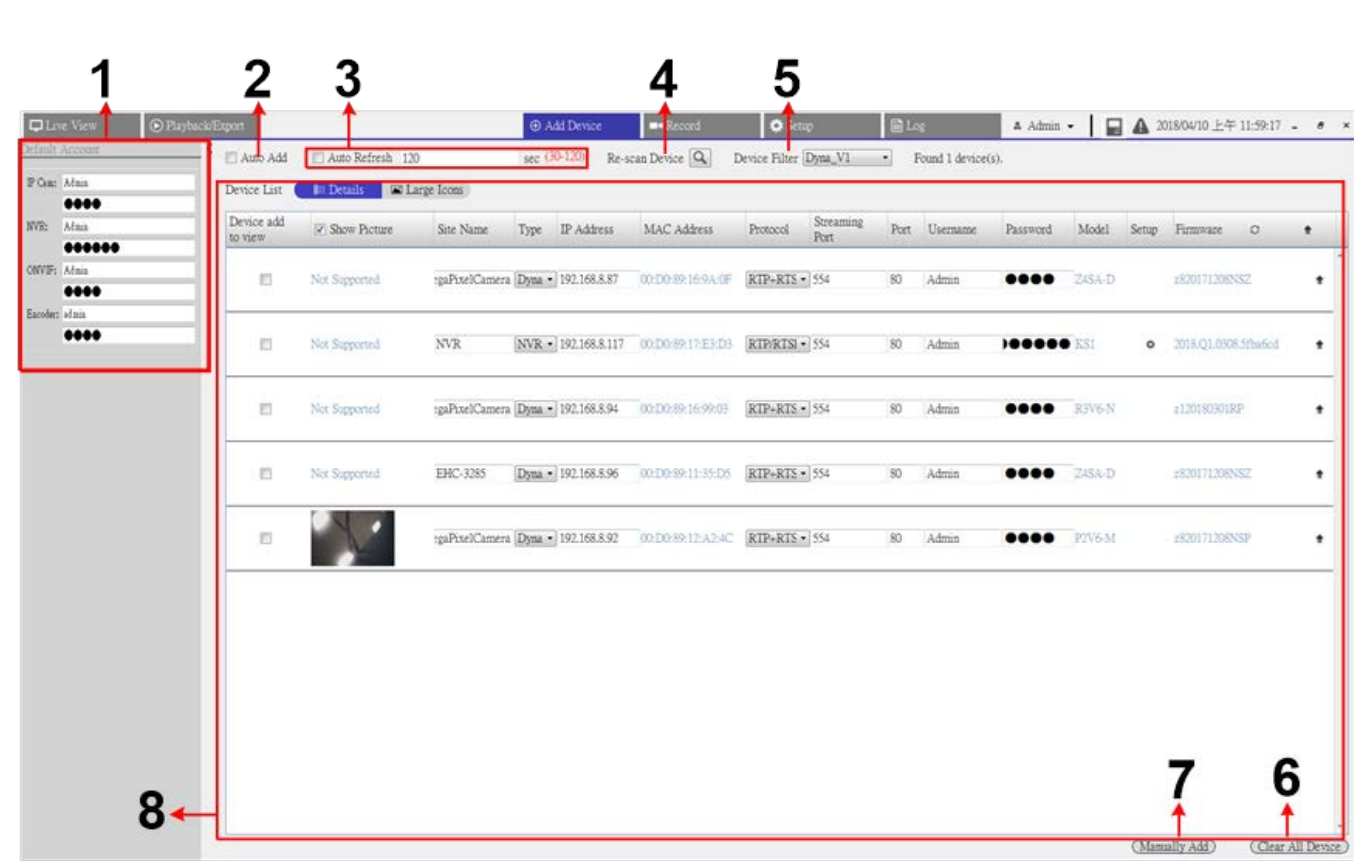 1 2 3 4 5
Live View Playback/Export Add Device Record Setup Log Admin 2018/04/10 上午 11:59:17
Default Account
Auto Add Auto Refresh 120 sec (30-120) Re-scan Device Device Filter Dyna_V1 Found 1 device(s).
IP Cam: Admin
●●●●
NVR: Admin
●●●●●●
ONVIF: Admin
●●●●
Encoder: admin
●●●●
Device List Details Large Icons
Device add to view Show Picture Site Name Type IP Address MAC Address Protocol Streaming Port Port Username Password Model Setup Firmware
Not Supported egaPixelCamera Dyna 192.168.8.87 00:D0:89:16:9A:0F RTP+RTS 554 80 Admin ●●●● Z4SA-D z820171208NSZ
Not Supported NVR NVR 192.168.8.117 00:D0:89:17:E3:D3 RTP/RTSI 554 80 Admin ●●●●●● KS1 2018.Q1.0308.5fba6cd
Not Supported egaPixelCamera Dyna 192.168.8.94 00:D0:89:16:99:03 RTP+RTS 554 80 Admin ●●●● R3V6-N z120180301RP
Not Supported EHC-3285 Dyna 192.168.8.96 00:D0:89:11:35:D5 RTP+RTS 554 80 Admin ●●●● Z4SA-D z820171208NSZ
egaPixelCamera Dyna 192.168.8.92 00:D0:89:12:A2:4C RTP+RTS 554 80 Admin ●●●● P2V6-M z820171208NSP
7 6
8
Manually Add Clear All Device